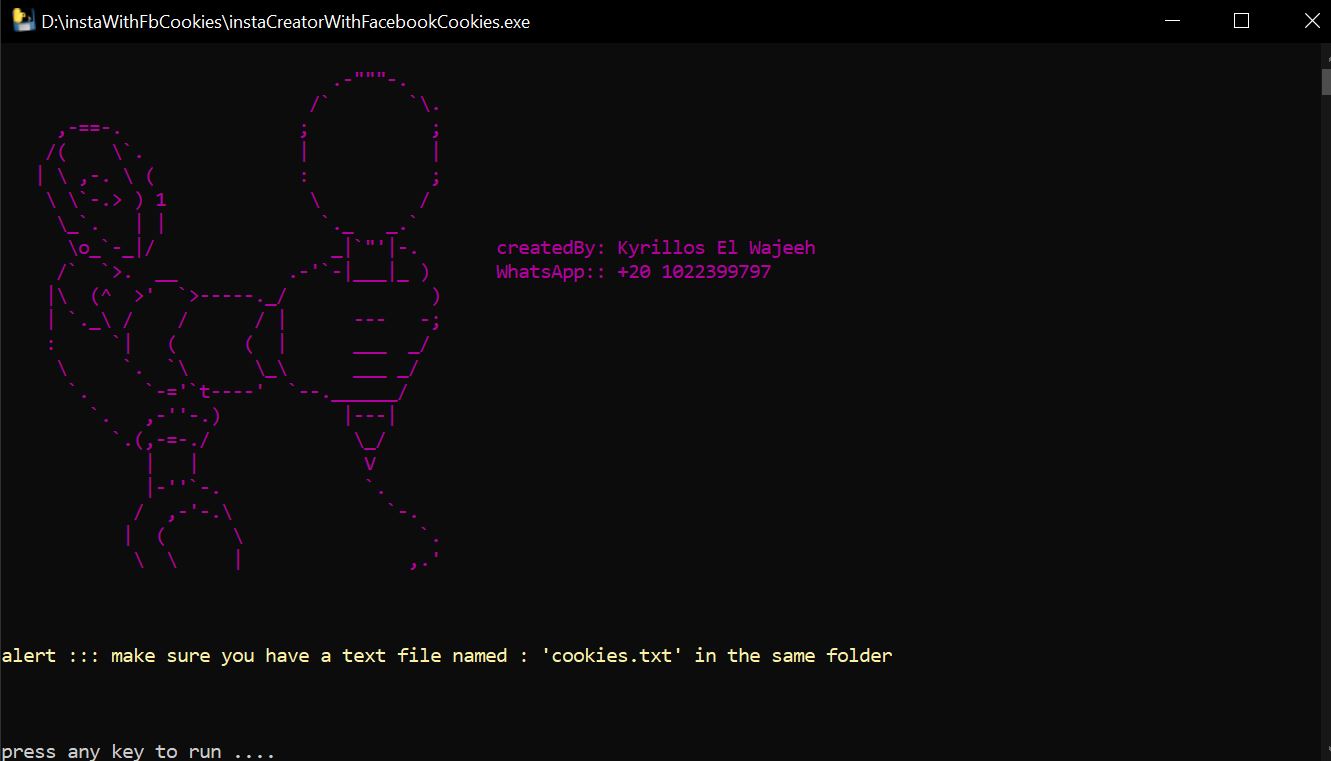 D:\instaWithFbCookies\instaCreatorWithFacebookCookies.exe
createdBy: Kyrillos El Wajeeh
WhatsApp:: +20 1022399797
alert ::: make sure you have a text file named : 'cookies.txt' in the same folder
press any key to run ....